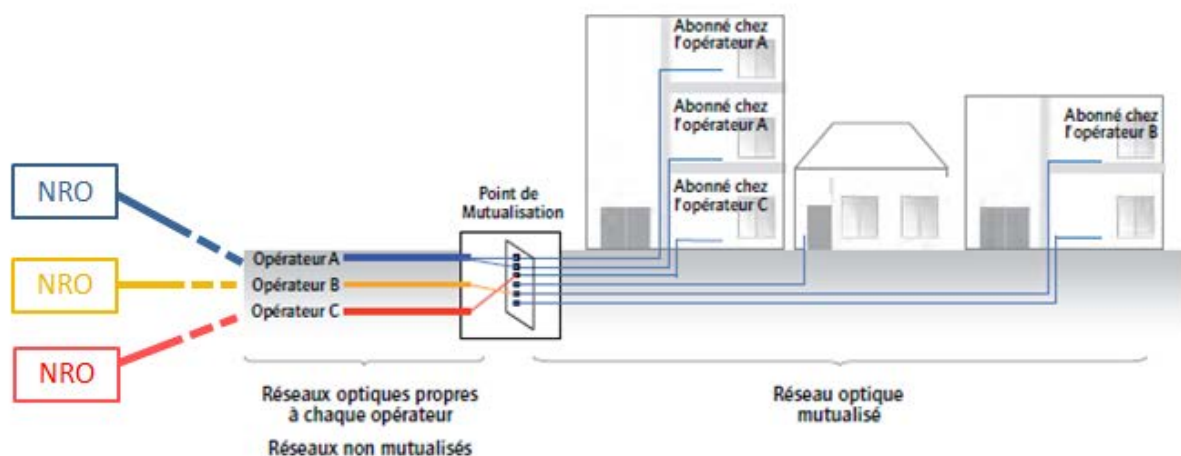 Abonné chez
l'opérateur A
Abonné chez
l'opérateur A
Abonné chez
l'opérateur B
Abonné chez
l'opérateur C
NRO
NRO
NRO
Point de
Mutualisation
Opérateur A
Opérateur B
Opérateur C
Réseaux optiques propres
à chaque opérateur
Réseaux non mutualisés
Réseau optique
mutualisé